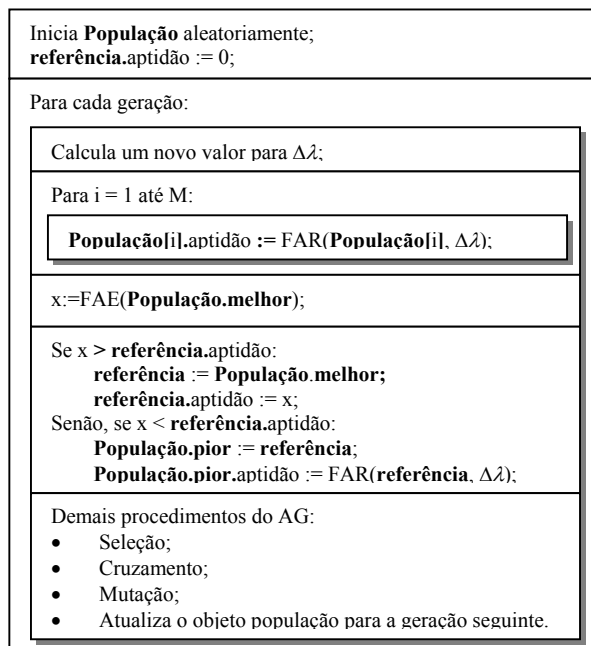 Inicia População aleatoriamente;
referência.aptidão := 0;
Para cada geração:
Calcula um novo valor para Δλ;
Para i = 1 até M:
População[i].aptidão := FAR(População[i], Δλ);
x:=FAE(População.melhor);
Se x > referência.aptidão:
referência := População.melhor;
referência.aptidão := x;
Senão, se x < referência.aptidão:
População.pior := referência;
População.pior.aptidão := FAR(referência, Δλ);
Demais procedimentos do AG:
• Seleção;
• Cruzamento;
• Mutação;
• Atualiza o objeto população para a geração seguinte.